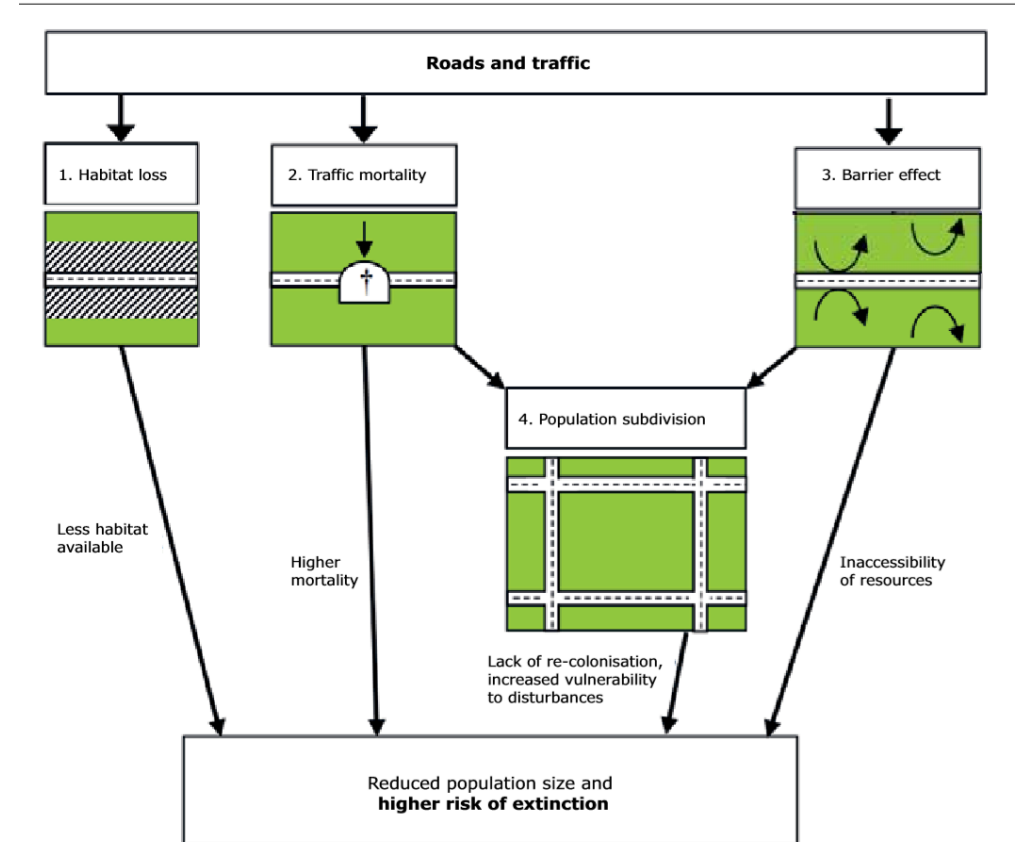 Roads and traffic
1. Habitat loss
2. Traffic mortality
3. Barrier effect
†
4. Population subdivision
Less habitat
available
Higher
mortality
Inaccessibility
of resources
Lack of re-colonisation,
increased vulnerability
to disturbances
Reduced population size and
higher risk of extinction